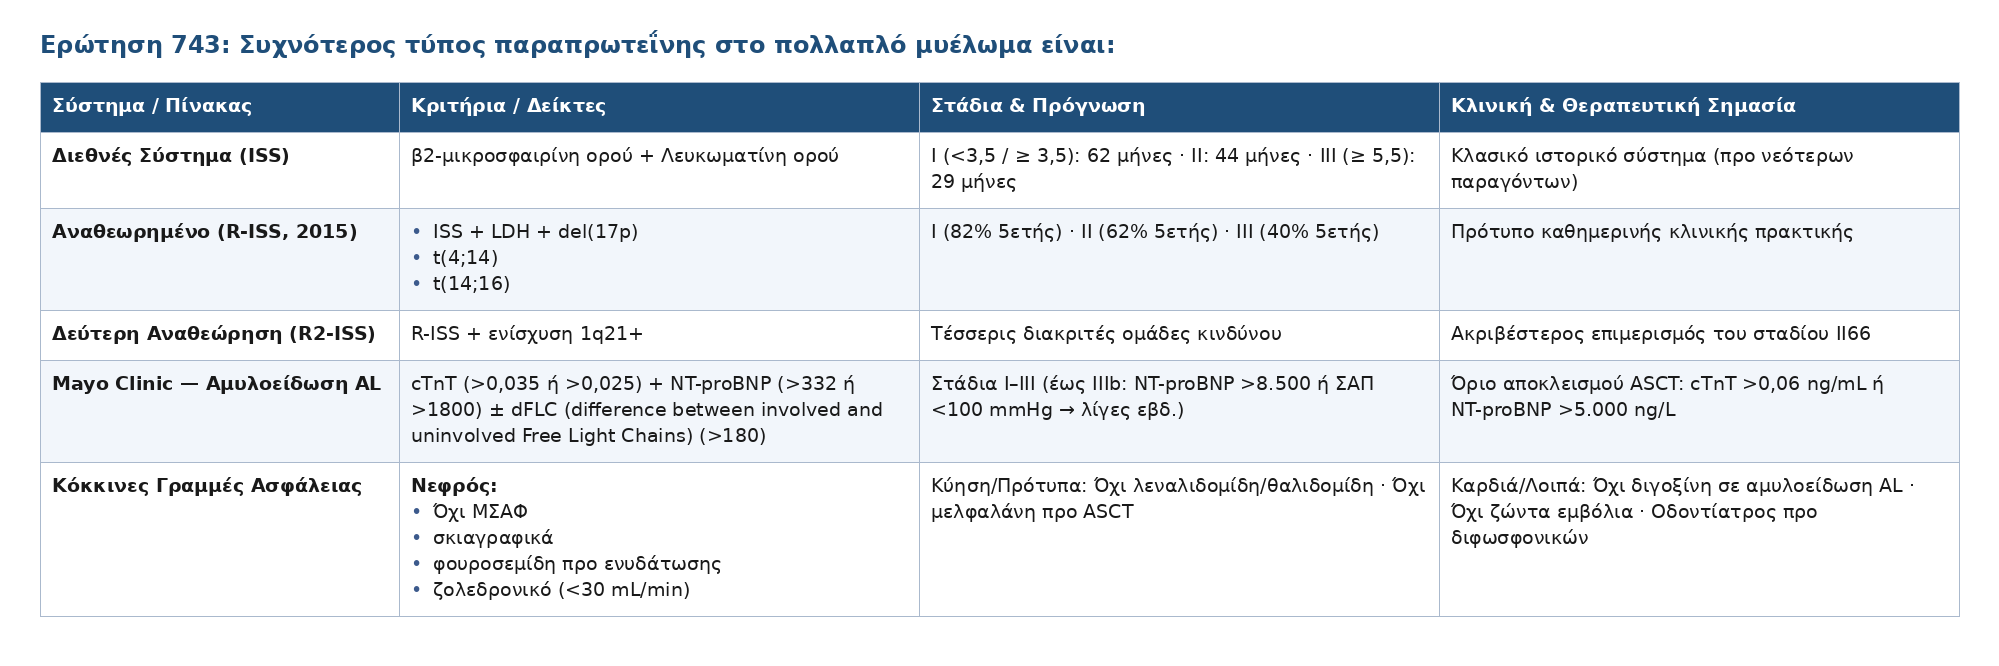 Ερώτηση 743: Συχνότερος τύπος παραπρωτεΐνης στο πολλαπλό μυέλωμα είναι:
Σύστημα / Πίνακας
Κριτήρια / Δείκτες
Στάδια & Πρόγνωση
Κλινική & Θεραπευτική Σημασία
Διεθνές Σύστημα (ISS)
β2-μικροσφαιρίνη ορού + Λευκωματίνη ορού
I (<3,5 / ≥ 3,5): 62 μήνες · II: 44 μήνες · III (≥ 5,5):
29 μήνες
Κλασικό ιστορικό σύστημα (προ νεότερων
παραγόντων)
Αναθεωρημένο (R-ISS, 2015)
• ISS + LDH + del(17p)
• t(4;14)
• t(14;16)
I (82% 5ετής) · II (62% 5ετής) · III (40% 5ετής)
Πρότυπο καθημερινής κλινικής πρακτικής
Δεύτερη Αναθεώρηση (R2-ISS)
R-ISS + ενίσχυση 1q21+
Τέσσερις διακριτές ομάδες κινδύνου
Ακριβέστερος επιμερισμός του σταδίου II66
Mayo Clinic — Αμυλοείδωση AL
cTnT (>0,035 ή >0,025) + NT-proBNP (>332 ή
>1800) ± dFLC (difference between involved and
uninvolved Free Light Chains) (>180)
Στάδια I–III (έως IIIb: NT-proBNP >8.500 ή ΣΑΠ
<100 mmHg → λίγες εβδ.)
Όριο αποκλεισμού ASCT: cTnT >0,06 ng/mL ή
NT-proBNP >5.000 ng/L
Κόκκινες Γραμμές Ασφάλειας
Νεφρός:
• Όχι ΜΣΑΦ
• σκιαγραφικά
• φουροσεμίδη προ ενυδάτωσης
• ζολεδρονικό (<30 mL/min)
Κύηση/Πρότυπα: Όχι λεναλιδομίδη/θαλιδομίδη · Όχι
μελφαλάνη προ ASCT
Καρδιά/Λοιπά: Όχι διγοξίνη σε αμυλοείδωση AL ·
Όχι ζώντα εμβόλια · Οδοντίατρος προ
διφωσφονικών